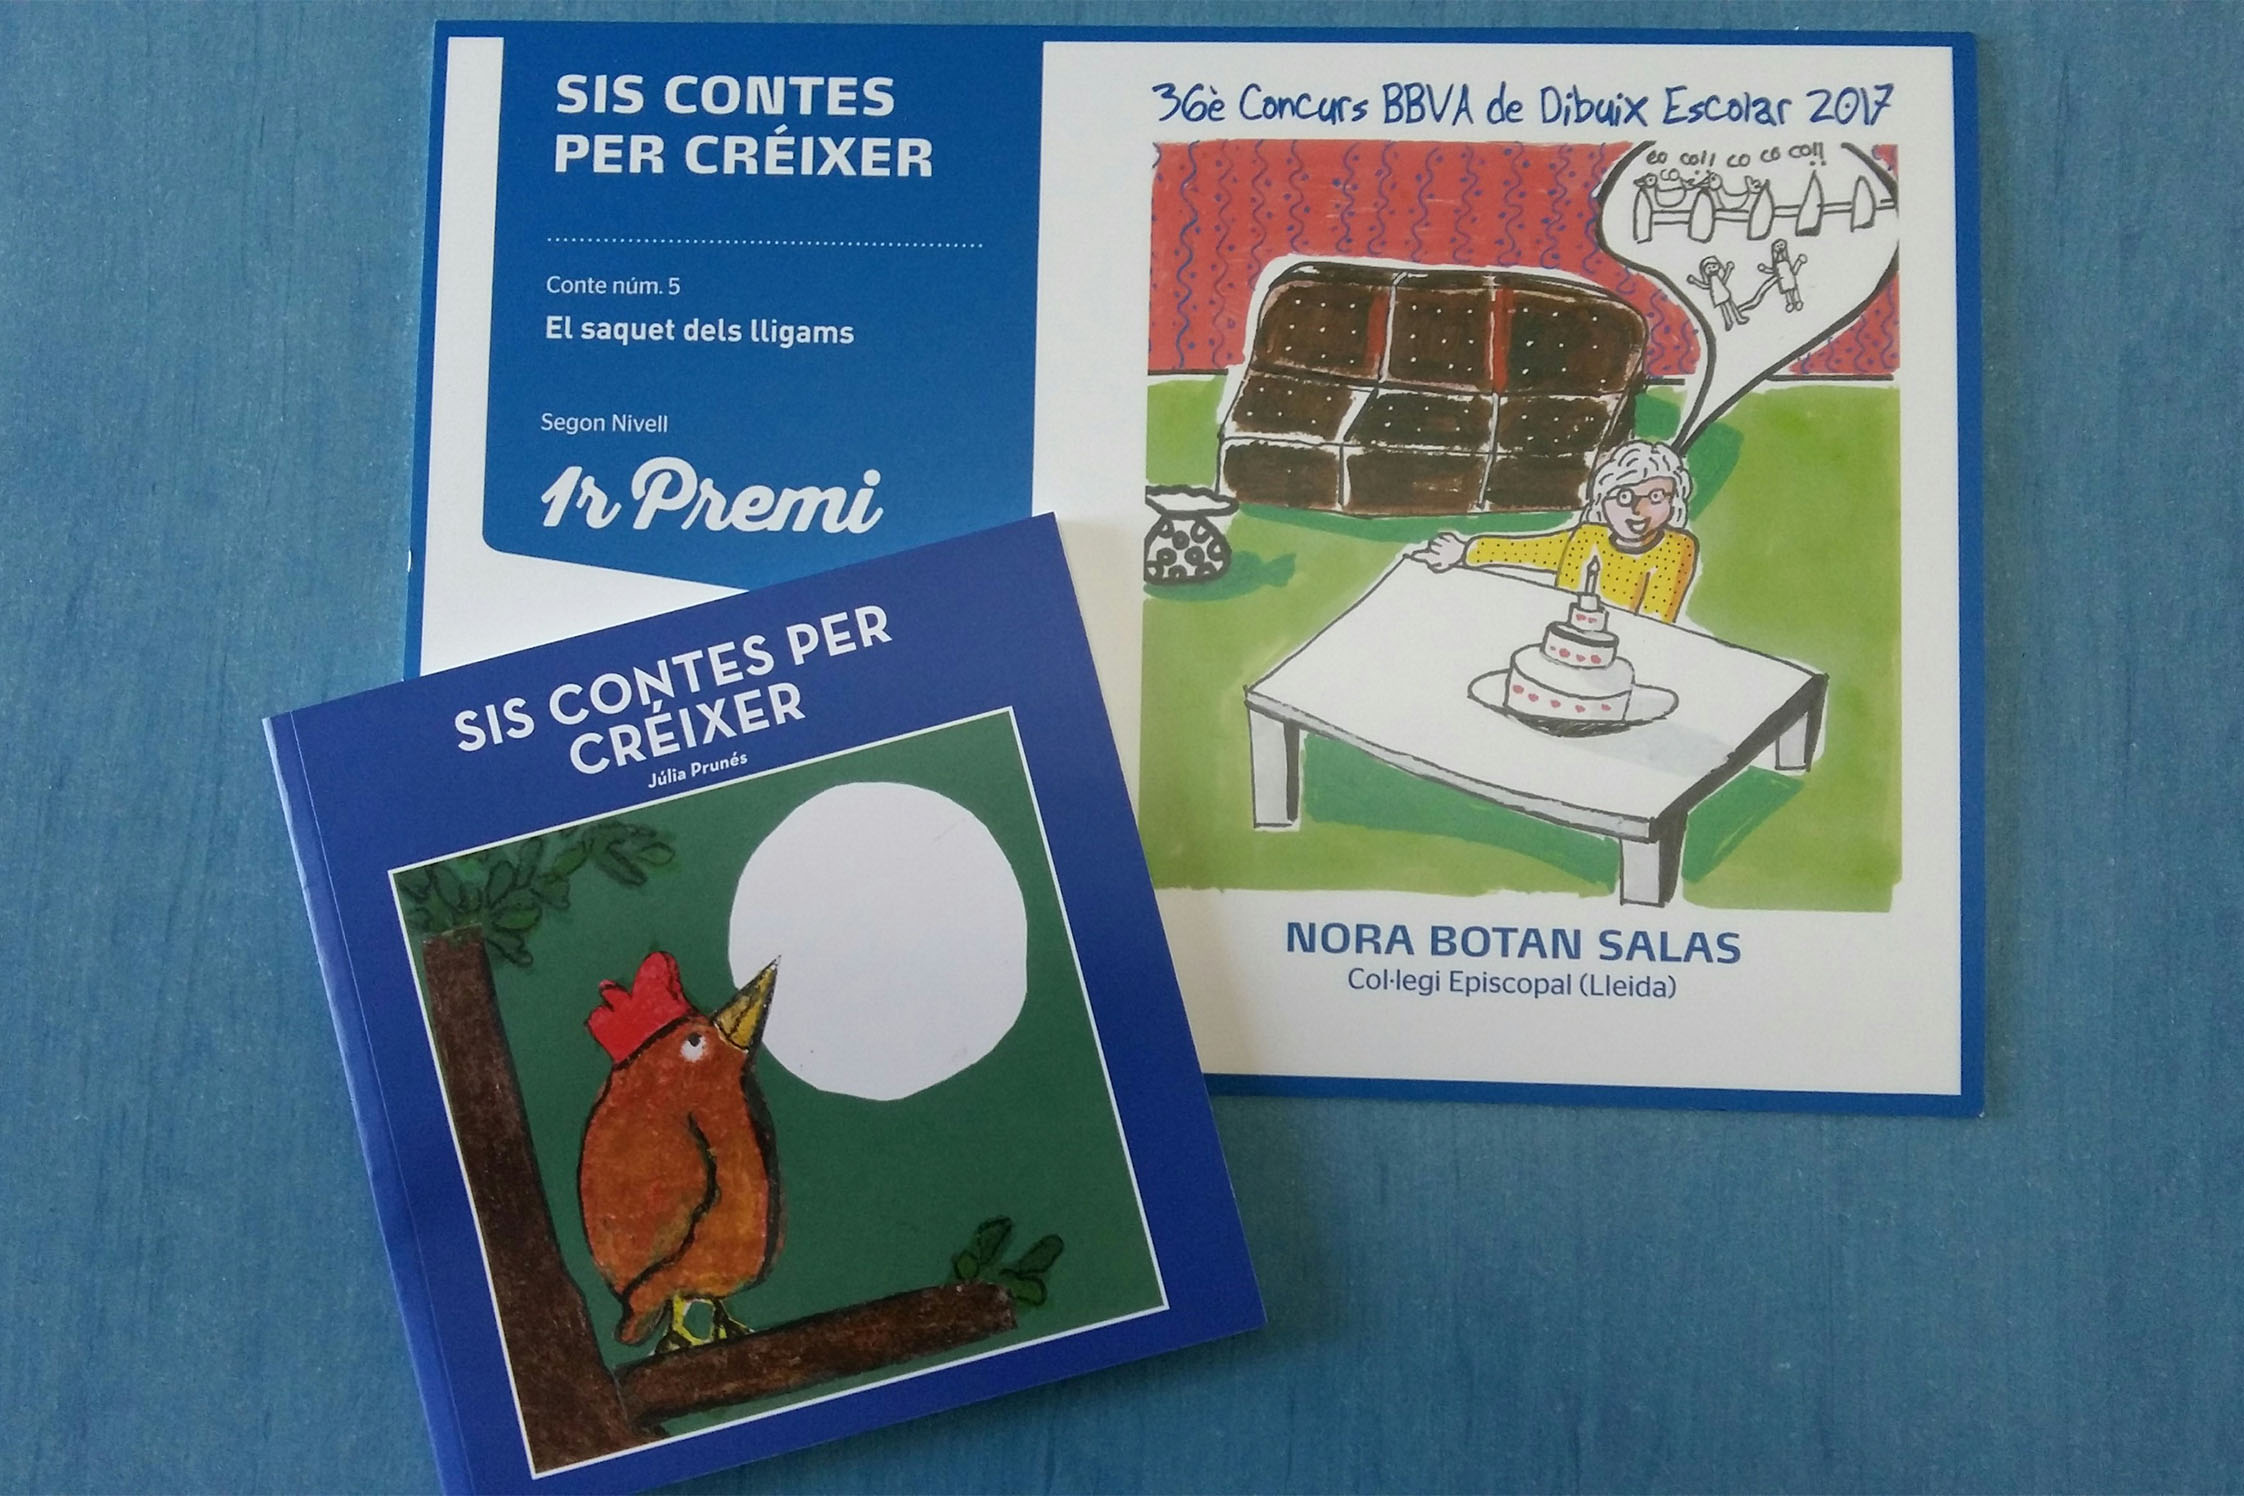 SIS CONTES
PER CRÉIXER
Conte núm. 5
El saquet dels lligams
Segon Nivell
1r Premi
36è Concurs BBVA de Dibuix Escolar 2017
co co!! co co co!!
NORA BOTAN SALAS
Col·legi Episcopal (Lleida)
SIS CONTES PER
CRÉIXER
Júlia Prunés